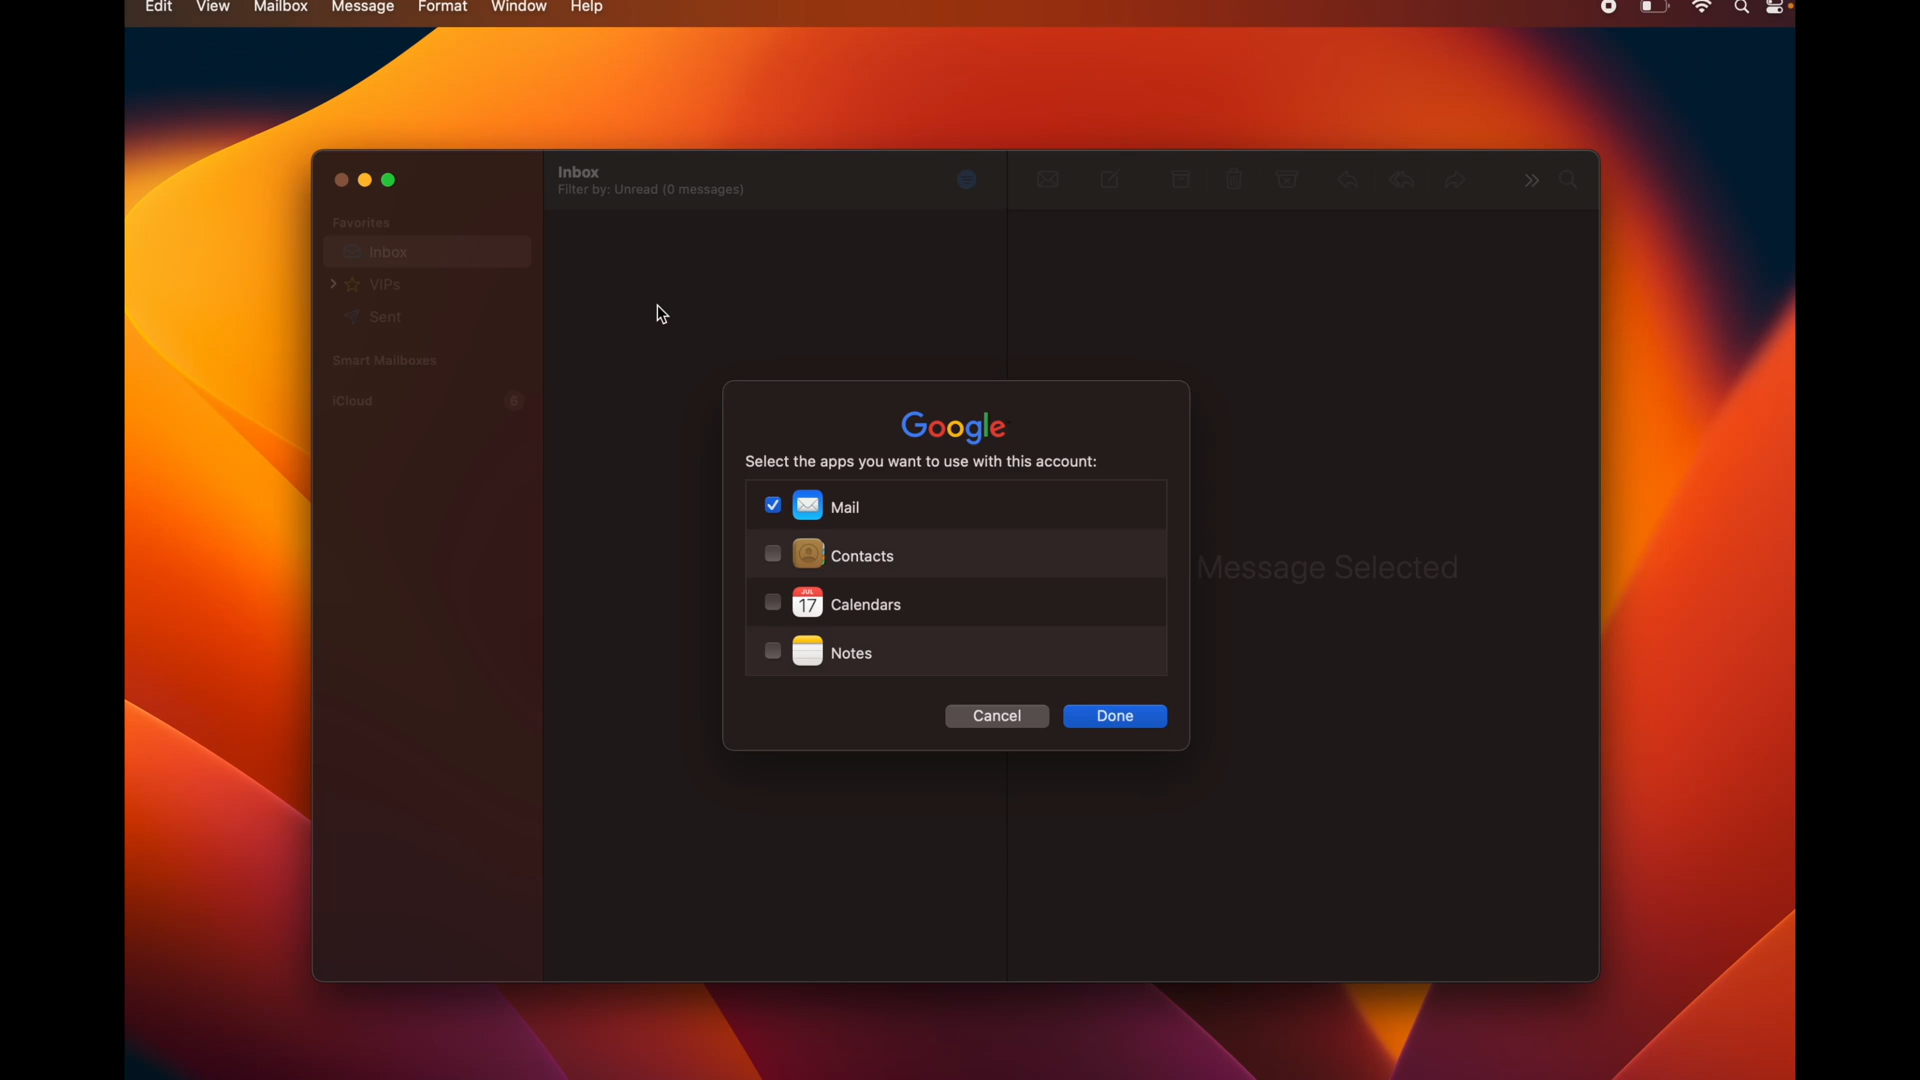 Edit View Mailbox Message Format Window Help
Inbox
Filter by: Unread (0 messages)
Favorites
Inbox
VIPs
Sent
Smart Mailboxes
iCloud 6
Google
Select the apps you want to use with this account:
Mail
Contacts
JUL
17 Calendars
Notes
Cancel Done
Message Selected